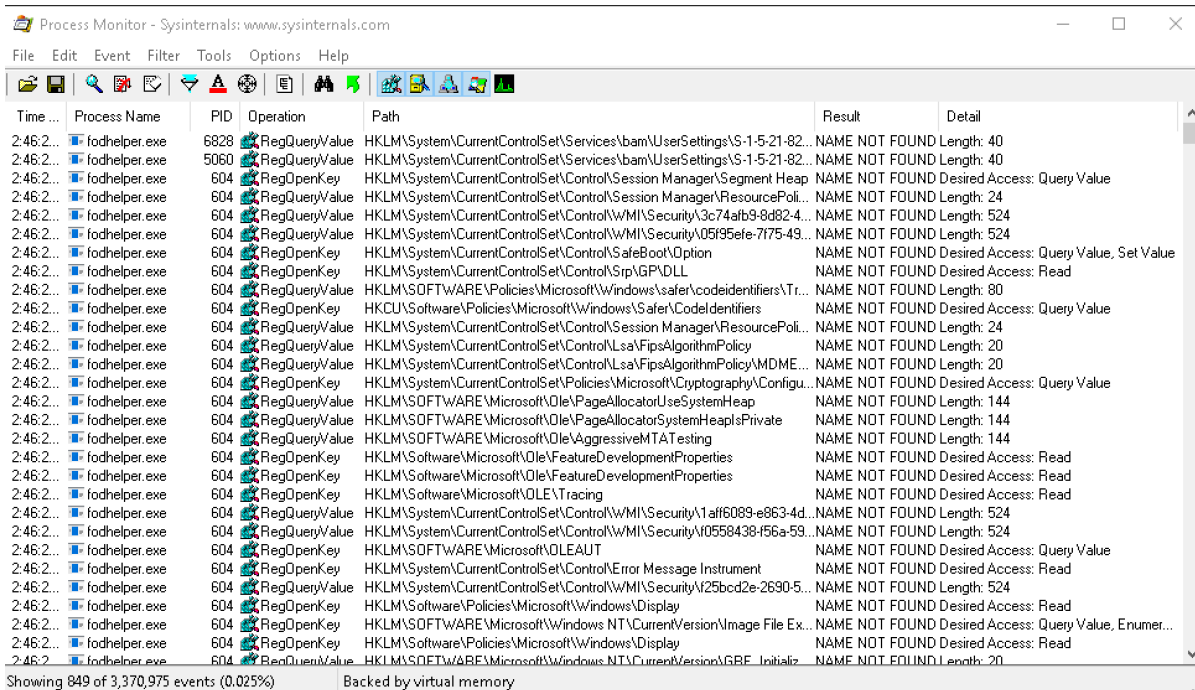 Process Monitor - Sysinternals: www.sysinternals.com
File Edit Event Filter Tools Options Help
Time ... Process Name PID Operation Path Result Detail
2:46:2... fodhelper.exe 6828 RegQueryValue HKLM\System\CurrentControlSet\Services\bam\UserSettings\S-1-5-21-82... NAME NOT FOUND Length: 40
2:46:2... fodhelper.exe 5060 RegQueryValue HKLM\System\CurrentControlSet\Services\bam\UserSettings\S-1-5-21-82... NAME NOT FOUND Length: 40
2:46:2... fodhelper.exe 604 RegOpenKey HKLM\System\CurrentControlSet\Control\Session Manager\Segment Heap NAME NOT FOUND Desired Access: Query Value
2:46:2... fodhelper.exe 604 RegQueryValue HKLM\System\CurrentControlSet\Control\Session Manager\ResourcePoli... NAME NOT FOUND Length: 24
2:46:2... fodhelper.exe 604 RegQueryValue HKLM\System\CurrentControlSet\Control\WMI\Security\3c74afb9-8d82-4... NAME NOT FOUND Length: 524
2:46:2... fodhelper.exe 604 RegQueryValue HKLM\System\CurrentControlSet\Control\WMI\Security\05f95efe-7f75-49... NAME NOT FOUND Length: 524
2:46:2... fodhelper.exe 604 RegOpenKey HKLM\System\CurrentControlSet\Control\SafeBoot\Option NAME NOT FOUND Desired Access: Query Value, Set Value
2:46:2... fodhelper.exe 604 RegOpenKey HKLM\System\CurrentControlSet\Control\Srp\GP\DLL NAME NOT FOUND Desired Access: Read
2:46:2... fodhelper.exe 604 RegQueryValue HKLM\SOFTWARE\Policies\Microsoft\Windows\safer\codeidentifiers\Tr... NAME NOT FOUND Length: 80
2:46:2... fodhelper.exe 604 RegOpenKey HKCU\Software\Policies\Microsoft\Windows\Safer\CodeIdentifiers NAME NOT FOUND Desired Access: Query Value
2:46:2... fodhelper.exe 604 RegQueryValue HKLM\System\CurrentControlSet\Control\Session Manager\ResourcePoli... NAME NOT FOUND Length: 24
2:46:2... fodhelper.exe 604 RegQueryValue HKLM\System\CurrentControlSet\Control\Lsa\FipsAlgorithmPolicy NAME NOT FOUND Length: 20
2:46:2... fodhelper.exe 604 RegQueryValue HKLM\System\CurrentControlSet\Control\Lsa\FipsAlgorithmPolicy\MDME... NAME NOT FOUND Length: 20
2:46:2... fodhelper.exe 604 RegOpenKey HKLM\System\CurrentControlSet\Policies\Microsoft\Cryptography\Configu... NAME NOT FOUND Desired Access: Query Value
2:46:2... fodhelper.exe 604 RegQueryValue HKLM\SOFTWARE\Microsoft\Ole\PageAllocatorUseSystemHeap NAME NOT FOUND Length: 144
2:46:2... fodhelper.exe 604 RegQueryValue HKLM\SOFTWARE\Microsoft\Ole\PageAllocatorSystemHeapIsPrivate NAME NOT FOUND Length: 144
2:46:2... fodhelper.exe 604 RegQueryValue HKLM\SOFTWARE\Microsoft\Ole\AggressiveMTATesting NAME NOT FOUND Length: 144
2:46:2... fodhelper.exe 604 RegOpenKey HKLM\Software\Microsoft\Ole\FeatureDevelopmentProperties NAME NOT FOUND Desired Access: Read
2:46:2... fodhelper.exe 604 RegOpenKey HKLM\Software\Microsoft\Ole\FeatureDevelopmentProperties NAME NOT FOUND Desired Access: Read
2:46:2... fodhelper.exe 604 RegOpenKey HKLM\Software\Microsoft\OLE\Tracing NAME NOT FOUND Desired Access: Read
2:46:2... fodhelper.exe 604 RegQueryValue HKLM\System\CurrentControlSet\Control\WMI\Security\1aff6089-e863-4d... NAME NOT FOUND Length: 524
2:46:2... fodhelper.exe 604 RegQueryValue HKLM\System\CurrentControlSet\Control\WMI\Security\f0558438-f56a-59... NAME NOT FOUND Length: 524
2:46:2... fodhelper.exe 604 RegOpenKey HKLM\SOFTWARE\Microsoft\OLEAUT NAME NOT FOUND Desired Access: Query Value
2:46:2... fodhelper.exe 604 RegOpenKey HKLM\System\CurrentControlSet\Control\Error Message Instrument NAME NOT FOUND Desired Access: Read
2:46:2... fodhelper.exe 604 RegQueryValue HKLM\System\CurrentControlSet\Control\WMI\Security\f25bcd2e-2690-5... NAME NOT FOUND Length: 524
2:46:2... fodhelper.exe 604 RegOpenKey HKLM\Software\Policies\Microsoft\Windows\Display NAME NOT FOUND Desired Access: Read
2:46:2... fodhelper.exe 604 RegOpenKey HKLM\Software\Microsoft\Windows NT\CurrentVersion\Image File Ex... NAME NOT FOUND Desired Access: Query Value, Enumer...
2:46:2... fodhelper.exe 604 RegOpenKey HKLM\Software\Policies\Microsoft\Windows\Display NAME NOT FOUND Desired Access: Read
2:46:2... fodhelper.exe 604 RegQueryValue HKLM\SOFTWARE\Microsoft\Windows NT\CurrentVersion\GRE_Initializ... NAME NOT FOUND Length: 20
Showing 849 of 3,370,975 events (0.025%) Backed by virtual memory